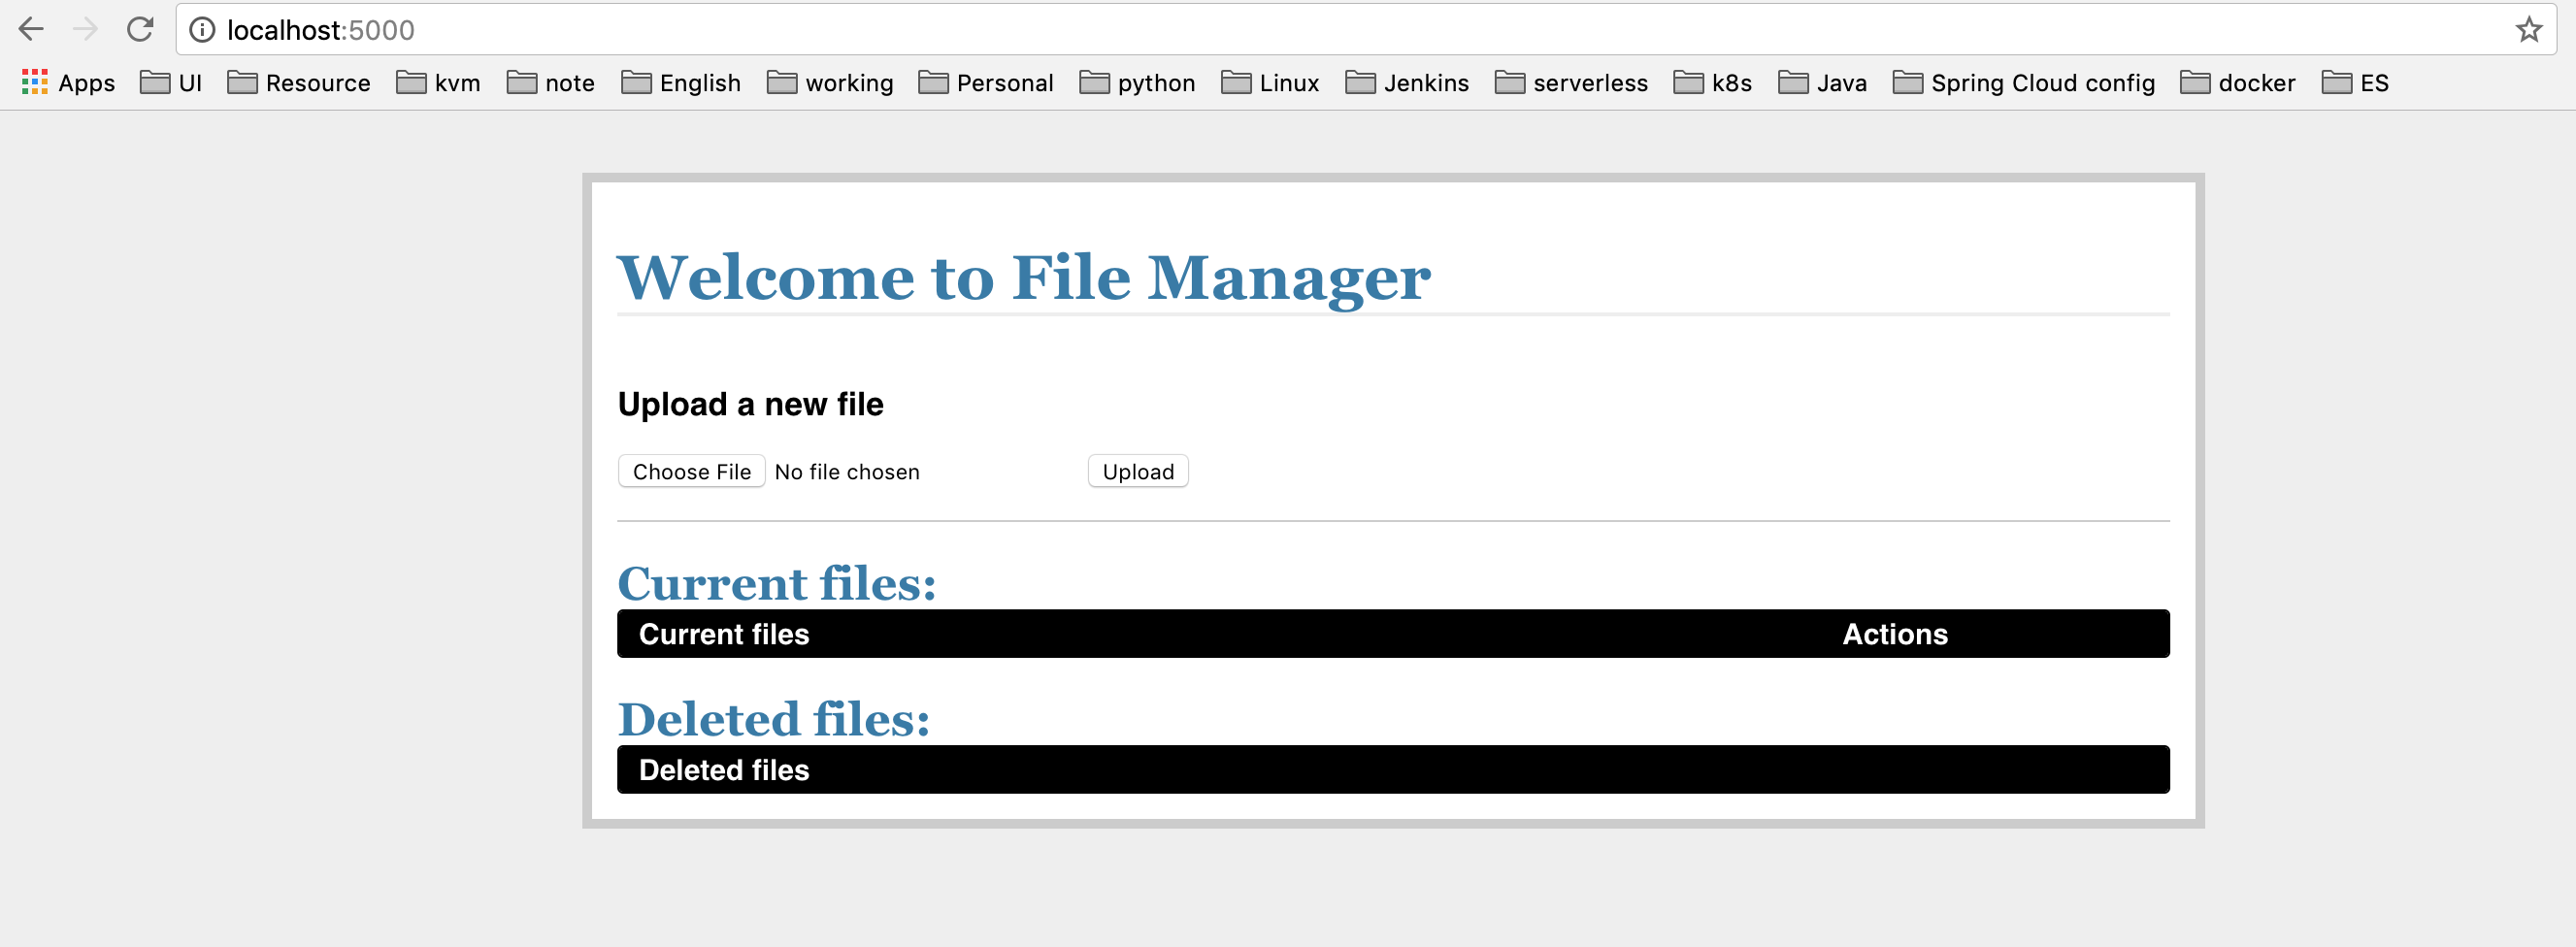 localhost:5000
Apps UI Resource kvm note English working Personal python Linux Jenkins serverless k8s Java Spring Cloud config docker ES
Welcome to File Manager
Upload a new file
Choose File No file chosen Upload
Current files:
Current files Actions
Deleted files:
Deleted files